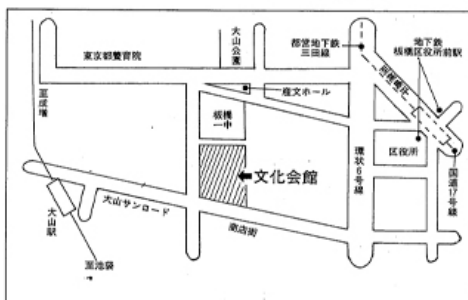 東京都養育院
大山公園
都営地下鉄
三田線
地下鉄
板橋区役所前駅
産文ホール
板橋
一中
至成増
文化会館
環状6号線
区役所
国道17号線
大山サンロード
商店街
大山駅
至池袋